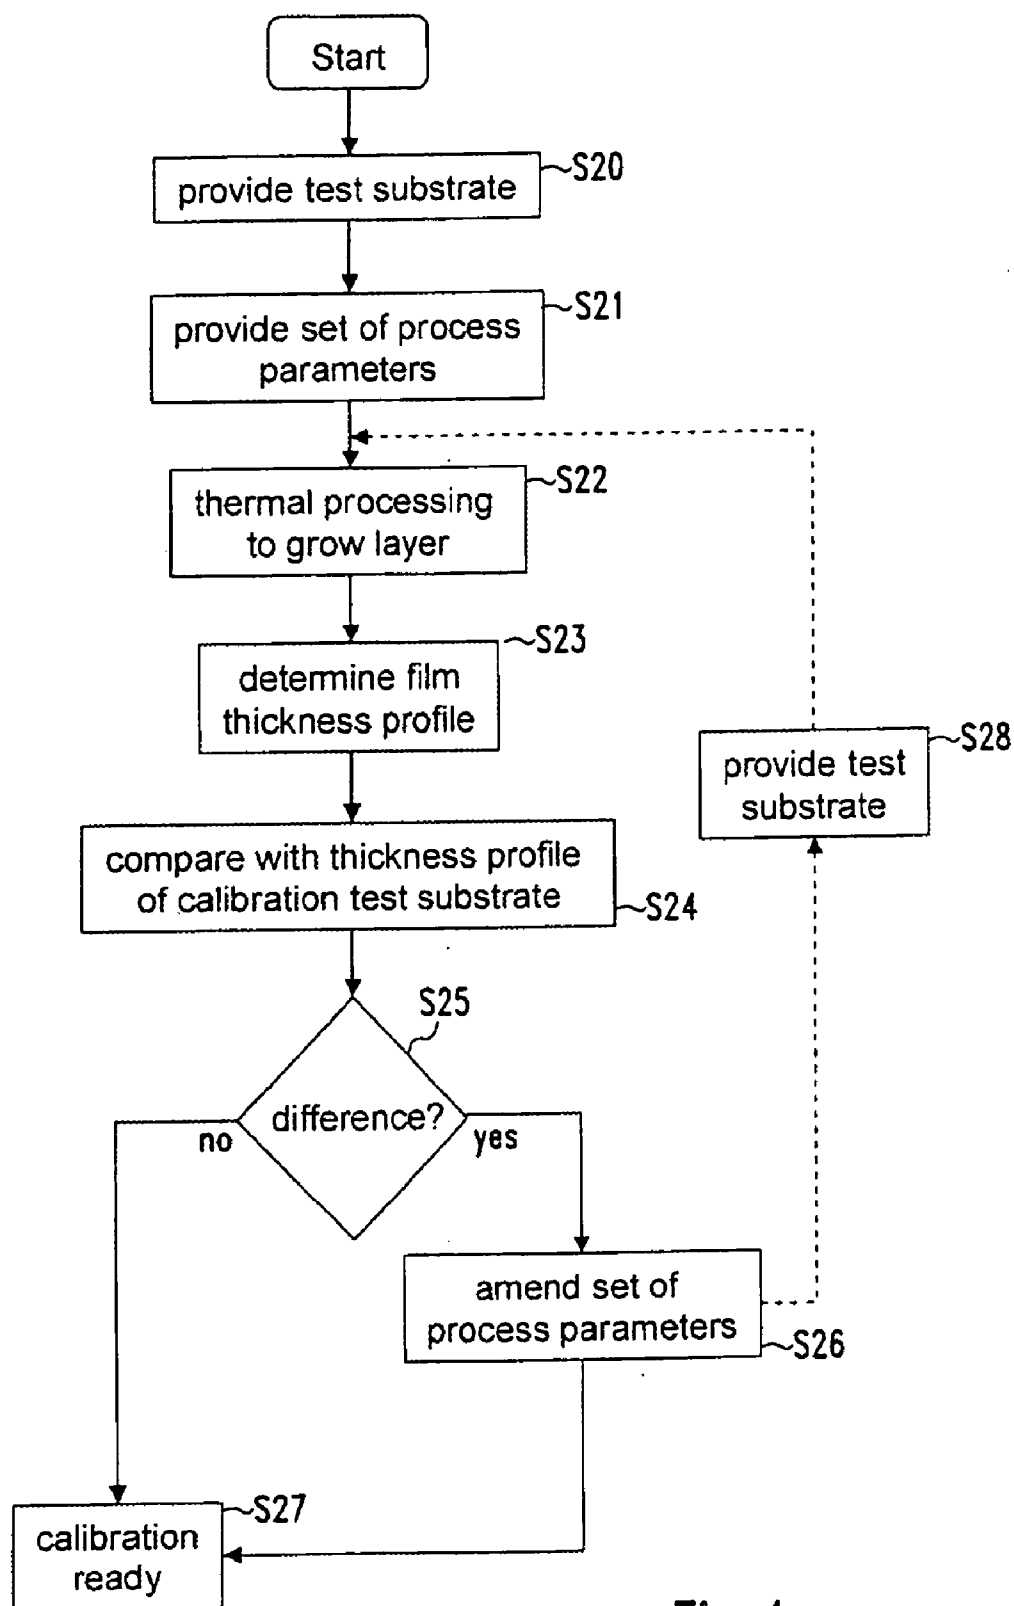 Start
provide test substrate
S20
provide set of process
parameters
S21
thermal processing
to grow layer
S22
determine film
thickness profile
S23
provide test
substrate
S28
compare with thickness profile
of calibration test substrate
S24
S25
difference?
no
yes
amend set of
process parameters
S26
calibration
ready
S27